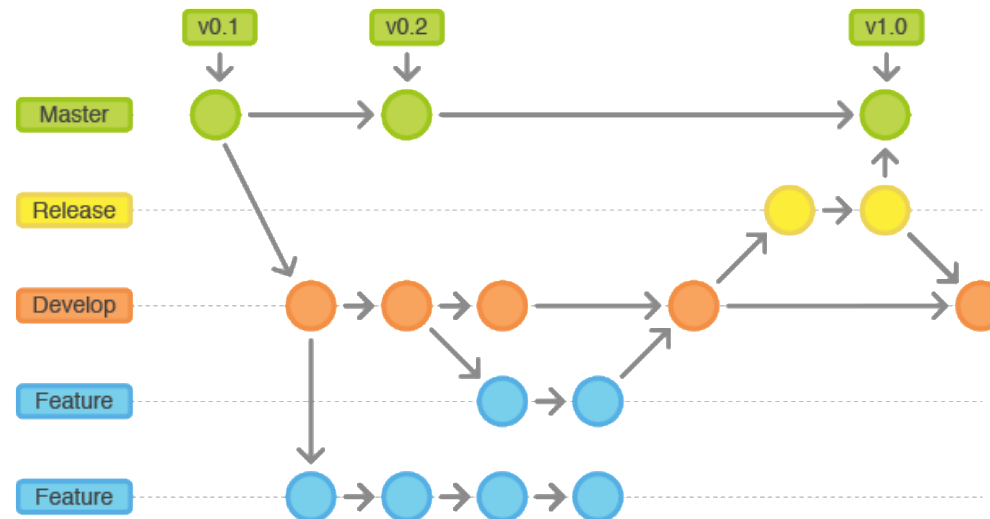 v0.1
v0.2
v1.0
Master
Release
Develop
Feature
Feature